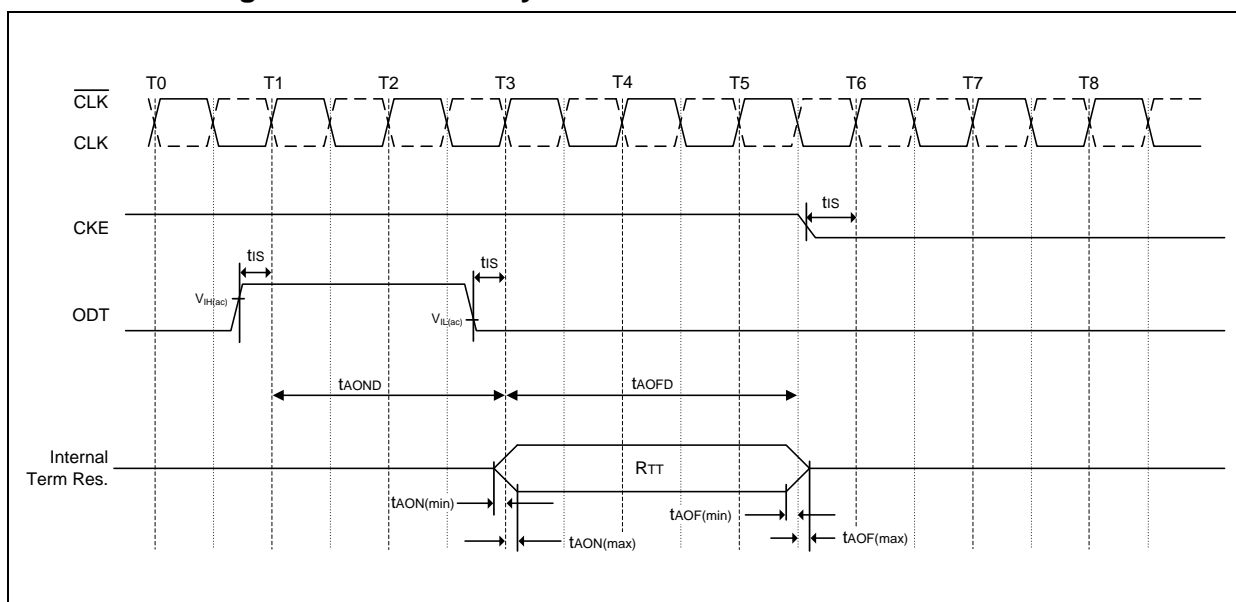 T0 T1 T2 T3 T4 T5 T6 T7 T8
CLK
CLK
CKE
tIS
tIS
tIS
VIH(ac)
ODT
VIL(ac)
tAOND
tAOFD
Internal
Term Res.
RTT
tAON(min)
tAOF(min)
tAON(max)
tAOF(max)